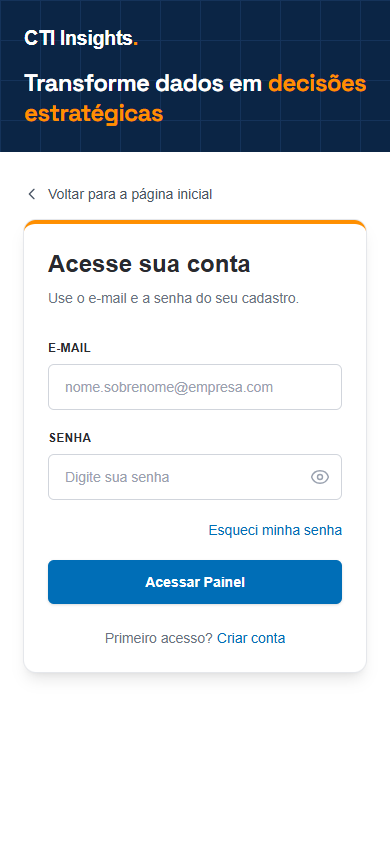 CTI Insights.
Transforme dados em decisões
estratégicas
Voltar para a página inicial
Acesse sua conta
Use o e-mail e a senha do seu cadastro.
E-MAIL
nome.sobrenome@empresa.com
SENHA
Digite sua senha
Esqueci minha senha
Acessar Painel
Primeiro acesso? Criar conta